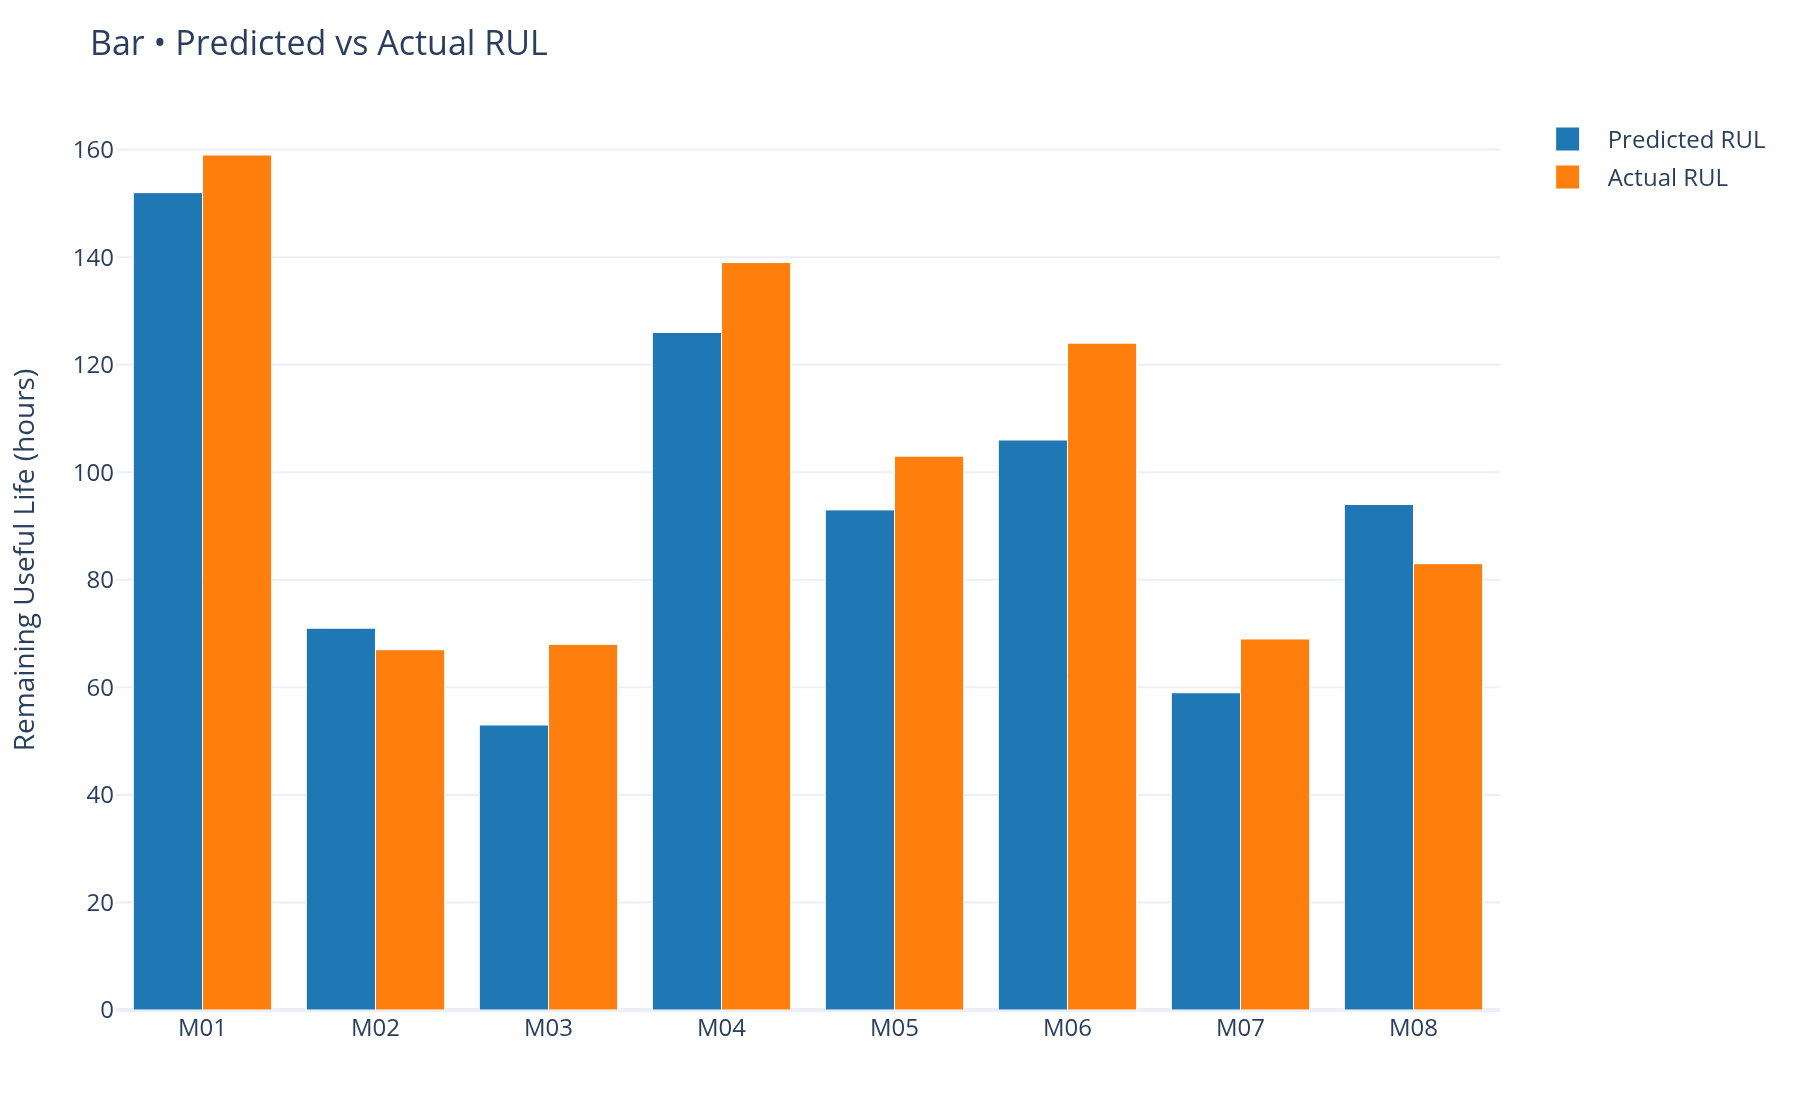 Bar • Predicted vs Actual RUL
Predicted RUL
Actual RUL
Remaining Useful Life (hours)
160
140
120
100
80
60
40
20
0
M01 M02 M03 M04 M05 M06 M07 M08